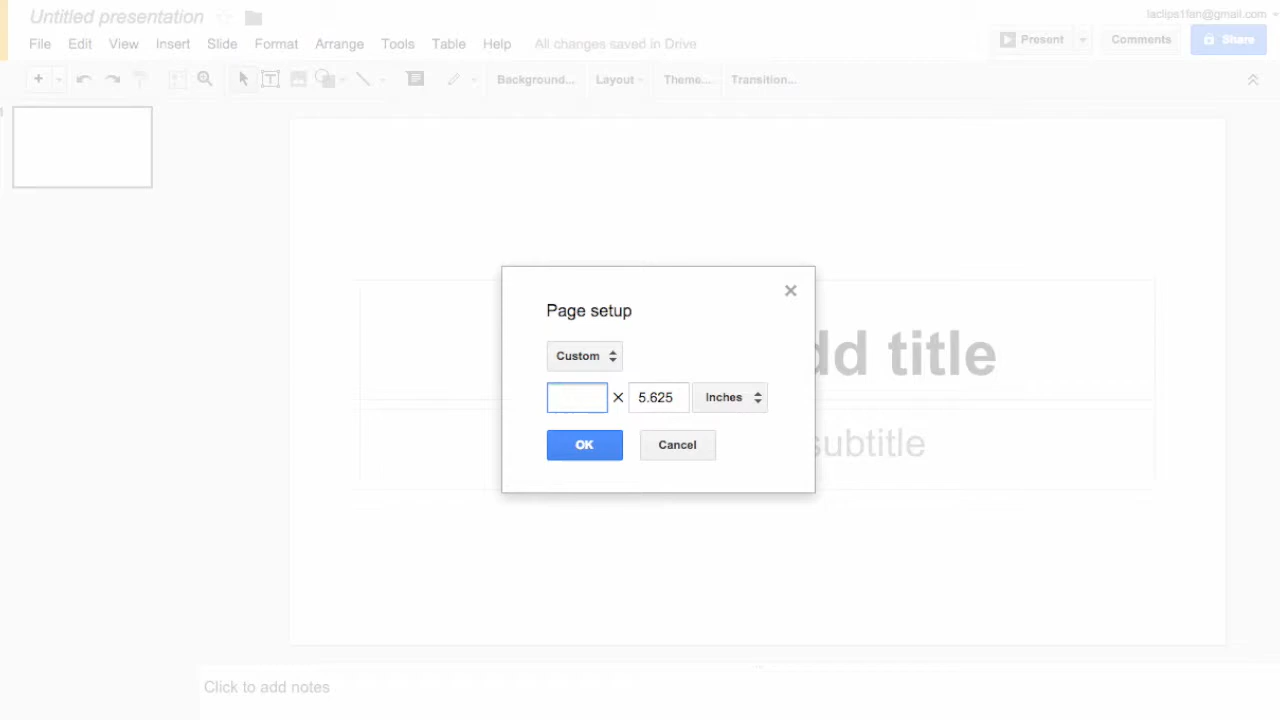 Untitled presentation
laclips1fan@gmail.com
File Edit View Insert Slide Format Arrange Tools Table Help All changes saved in Drive
Present Comments Share
Background... Layout Theme... Transition...
Page setup
Custom
× 5.625 Inches
OK Cancel
dd title
subtitle
Click to add notes